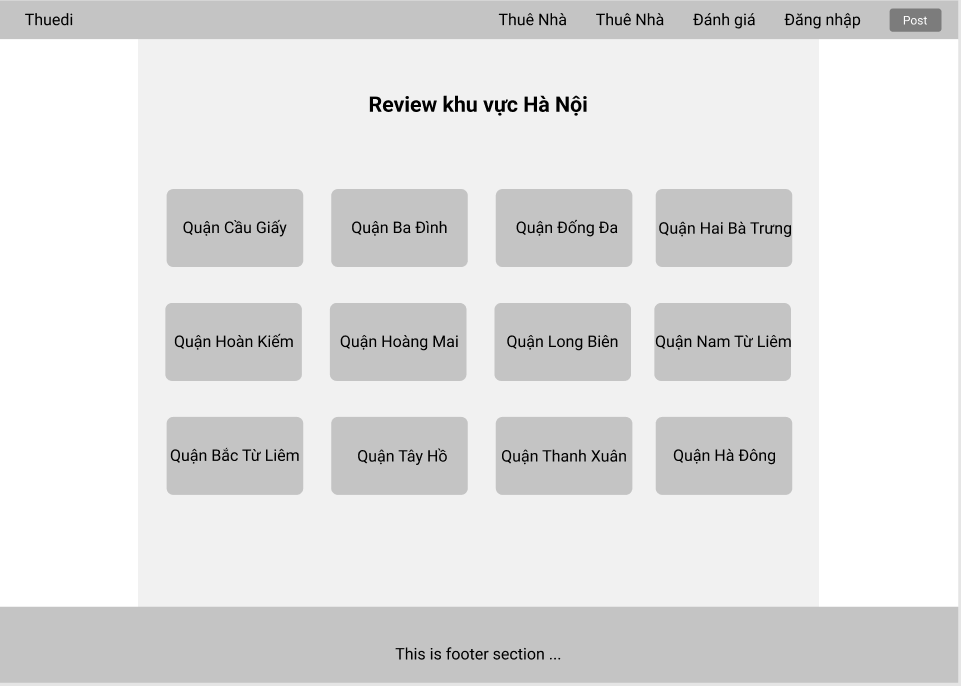 Thuedi
Thuê Nhà
Thuê Nhà
Đánh giá
Đăng nhập
Post
Review khu vực Hà Nội
Quận Cầu Giấy
Quận Ba Đình
Quận Đống Đa
Quận Hai Bà Trưng
Quận Hoàn Kiếm
Quận Hoàng Mai
Quận Long Biên
Quận Nam Từ Liêm
Quận Bắc Từ Liêm
Quận Tây Hồ
Quận Thanh Xuân
Quận Hà Đông
This is footer section ...